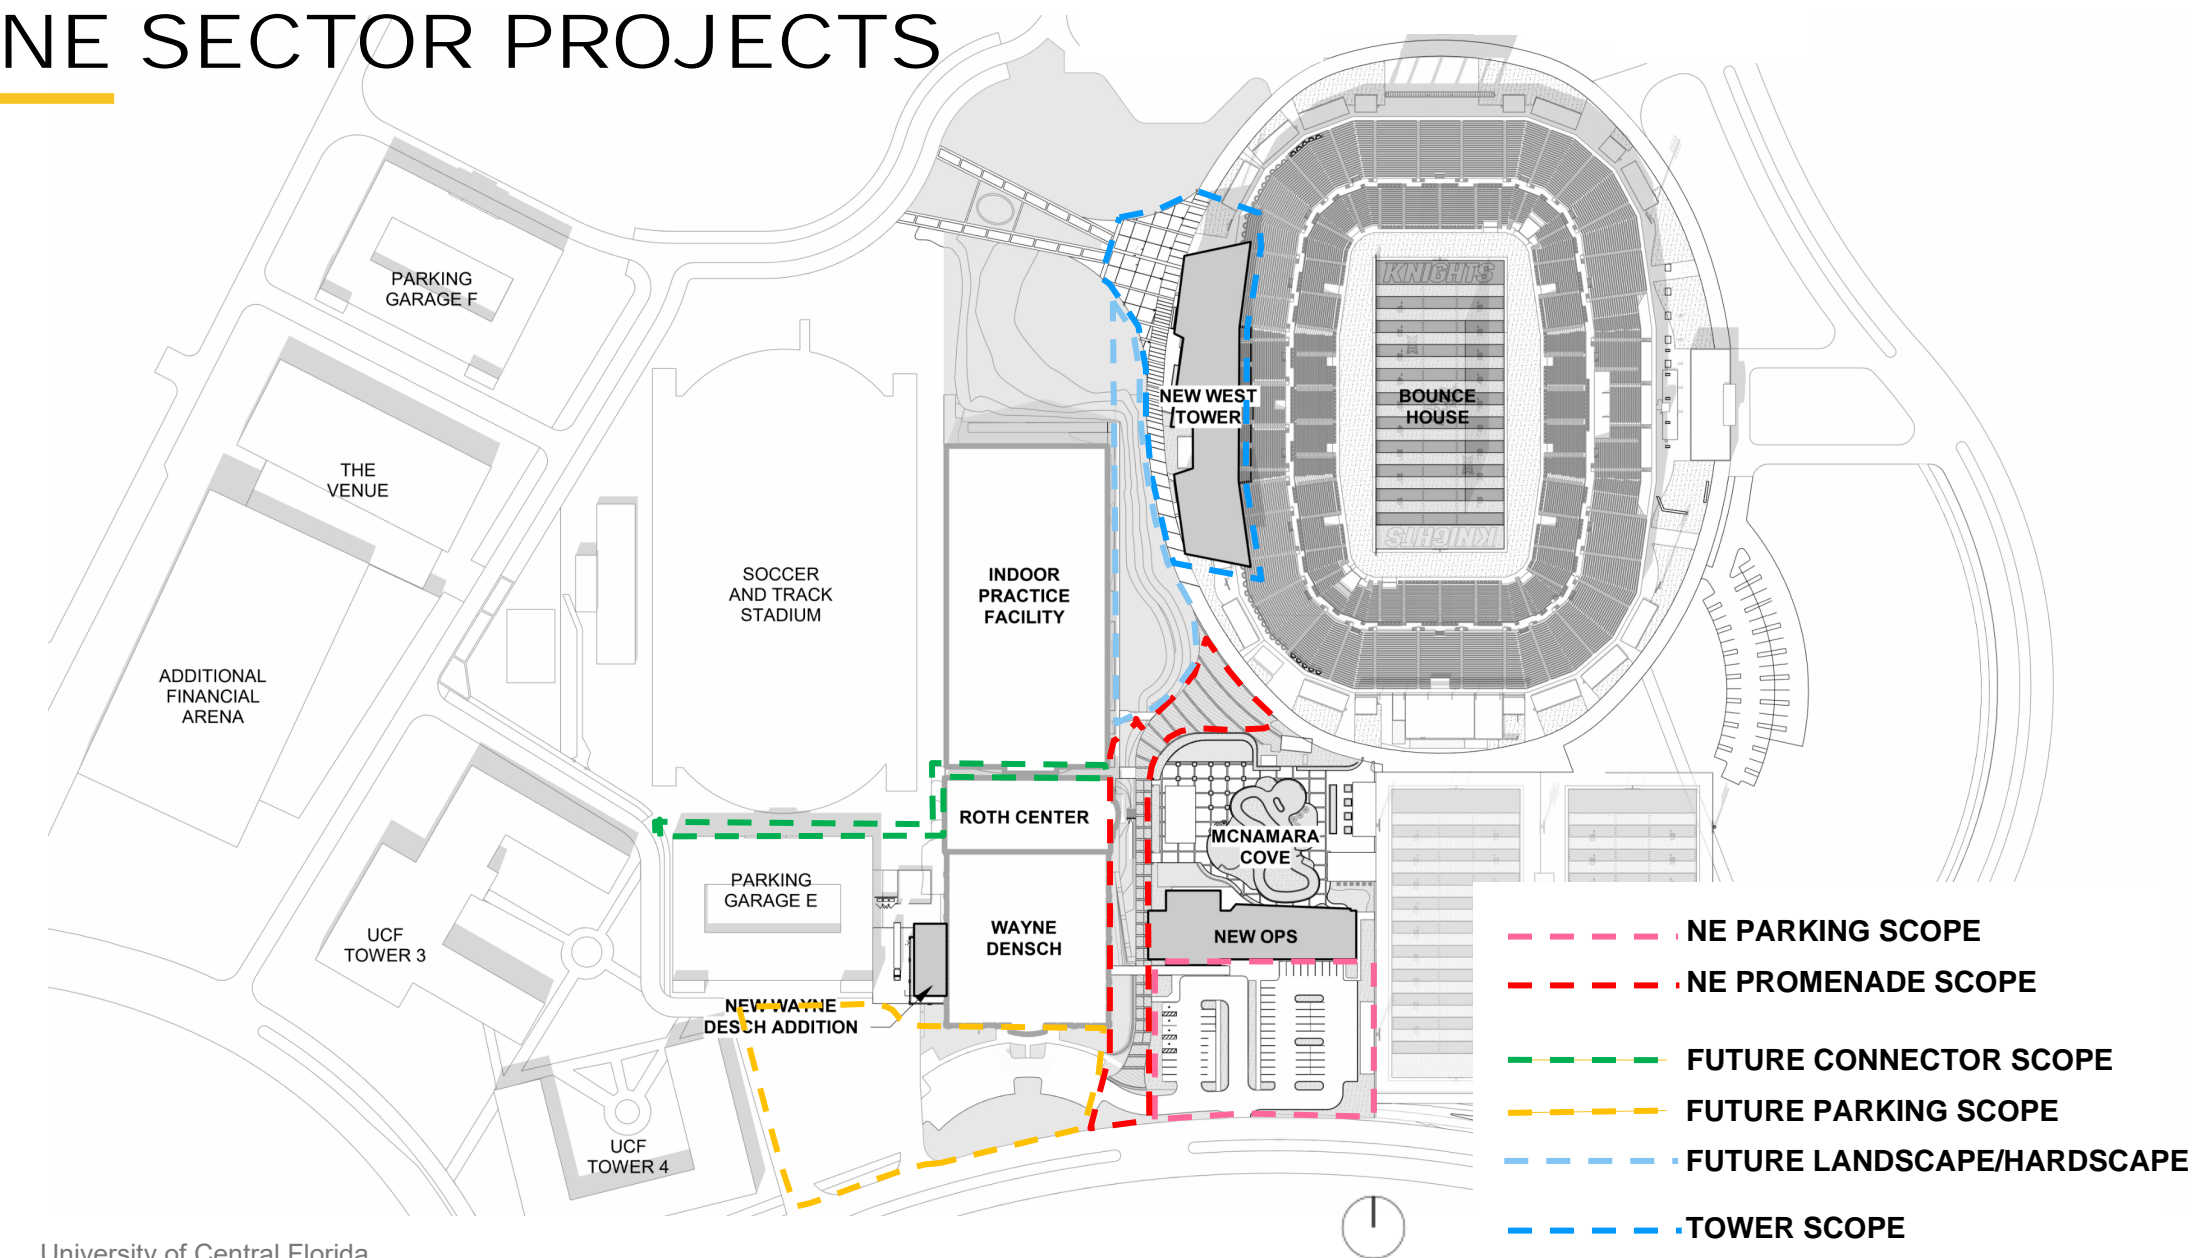 NE SECTOR PROJECTS
PARKING
GARAGE F
THE
VENUE
ADDITIONAL
FINANCIAL
ARENA
SOCCER
AND TRACK
STADIUM
INDOOR
PRACTICE
FACILITY
NEW WEST
TOWER
KNIGHTS
BOUNCE
HOUSE
KNIGHTS
ROTH CENTER
MCNAMARA
COVE
PARKING
GARAGE E
WAYNE
DENSCH
NEW OPS
UCF
TOWER 3
NEW WAYNE
DESCH ADDITION
UCF
TOWER 4
NE PARKING SCOPE
NE PROMENADE SCOPE
FUTURE CONNECTOR SCOPE
FUTURE PARKING SCOPE
FUTURE LANDSCAPE/HARDSCAPE
TOWER SCOPE
University of Central Florida